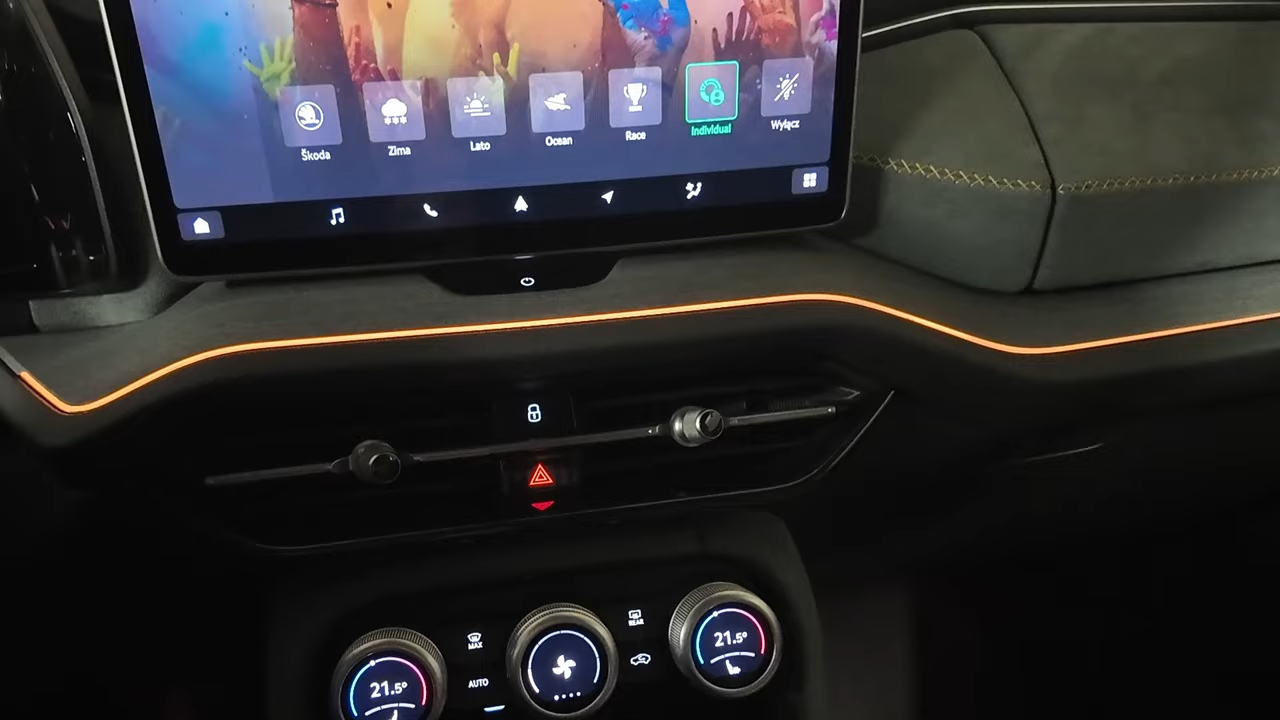 Škoda
Zima
Lato
Ocean
Race
Individual
Wyłącz
MAX
REAR
21.5°
AUTO
21.5°